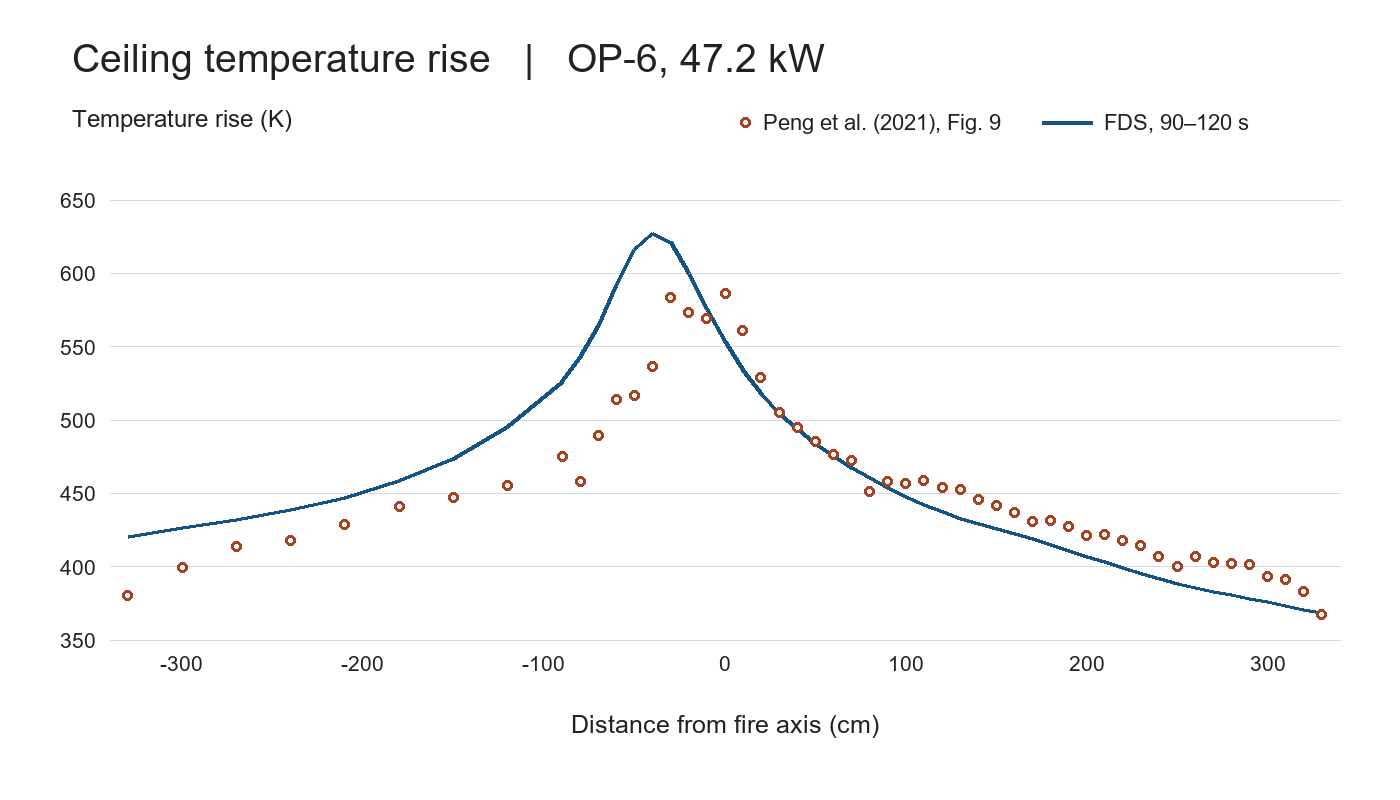 Ceiling temperature rise | OP-6, 47.2 kW
Temperature rise (K)
Peng et al. (2021), Fig. 9
FDS, 90–120 s
650
600
550
500
450
400
350
-300 -200 -100 0 100 200 300
Distance from fire axis (cm)